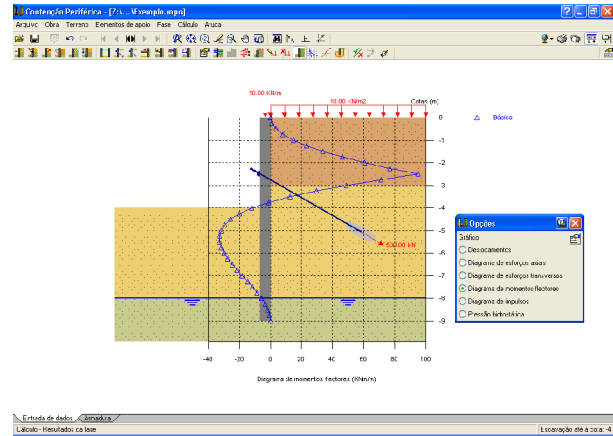 Contenção Periférica - [Z:\...\Exemplo.mpo]
Arquivo Obra Terreno Elementos de apoio Fase Cálculo Ajuda
10.00 kN/m
10.00 kN/m2
Cotas (m)
0
Básico
-1
-2
-3
-4
-5
500.00 kN
-6
-7
-8
-9
-40 -20 0 20 40 60 80 100
Diagrama de momentos flectores (KNm/m)
Opções
Gráfico
Deslocamentos
Diagrama de esforços axiais
Diagrama de esforços transversos
Diagrama de momentos flectores
Diagrama de impulsos
Pressão hidrostática
Entrada de dados Armadura
Cálculo - Resultados da fase
Escavação até à cota: -4